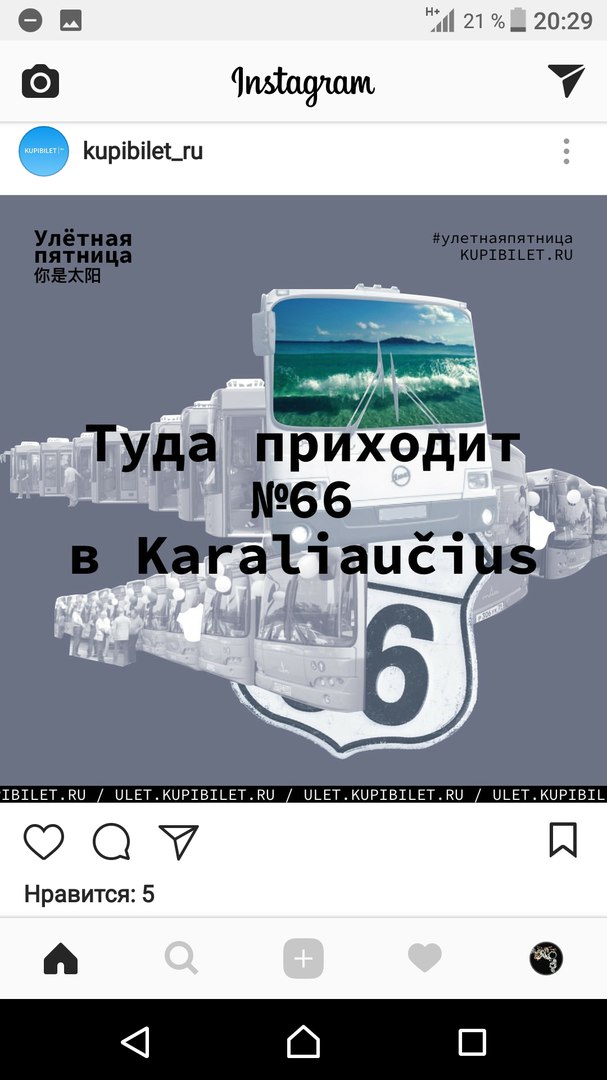 H+ 21 % 20:29
Instagram
KUPIBILET
kupibilet_ru
Улётная
пятница
你是太阳
#улетнаяпятница
KUPIBILET.RU
Туда приходит
№66
в Karaliaučius
6
IBILET.RU / ULET.KUPIBILET.RU / ULET.KUPIBILET.RU / ULET.KUPIBIL
Нравится: 5